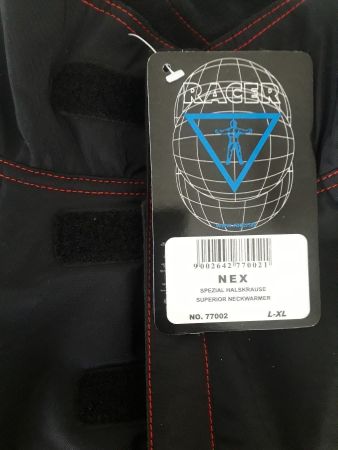 RACER
9002642770021
NEX
SPEZIAL HALSKRAUSE
SUPERIOR NECKWARMER
NO. 77002 L-XL